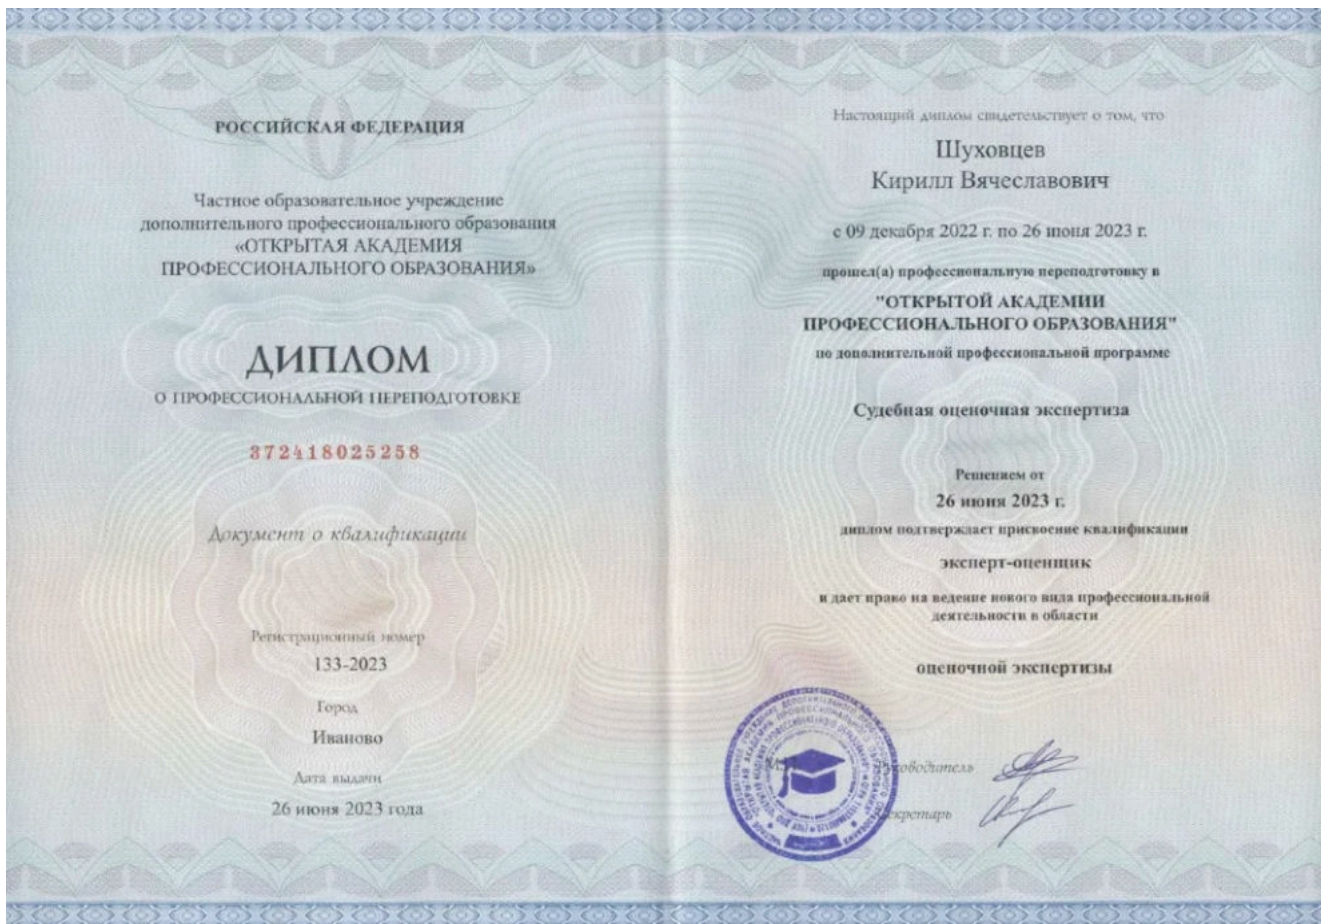 РОССИЙСКАЯ ФЕДЕРАЦИЯ
Частное образовательное учреждение
дополнительного профессионального образования
«ОТКРЫТАЯ АКАДЕМИЯ
ПРОФЕССИОНАЛЬНОГО ОБРАЗОВАНИЯ»
ДИПЛОМ
О ПРОФЕССИОНАЛЬНОЙ ПЕРЕПОДГОТОВКЕ
372418025258
Документ о квалификации
Регистрационный номер
133-2023
Город
Иваново
Дата выдачи
26 июня 2023 года
Настоящий диплом свидетельствует о том, что
Шуховцев
Кирилл Вячеславович
с 09 декабря 2022 г. по 26 июня 2023 г.
прошел(а) профессиональную переподготовку в
"ОТКРЫТОЙ АКАДЕМИИ
ПРОФЕССИОНАЛЬНОГО ОБРАЗОВАНИЯ"
по дополнительной профессиональной программе
Судебная оценочная экспертиза
Решением от
26 июня 2023 г.
диплом подтверждает присвоение квалификации
эксперт-оценщик
и дает право на ведение нового вида профессиональной
деятельности в области
оценочной экспертизы
Руководитель
Секретарь